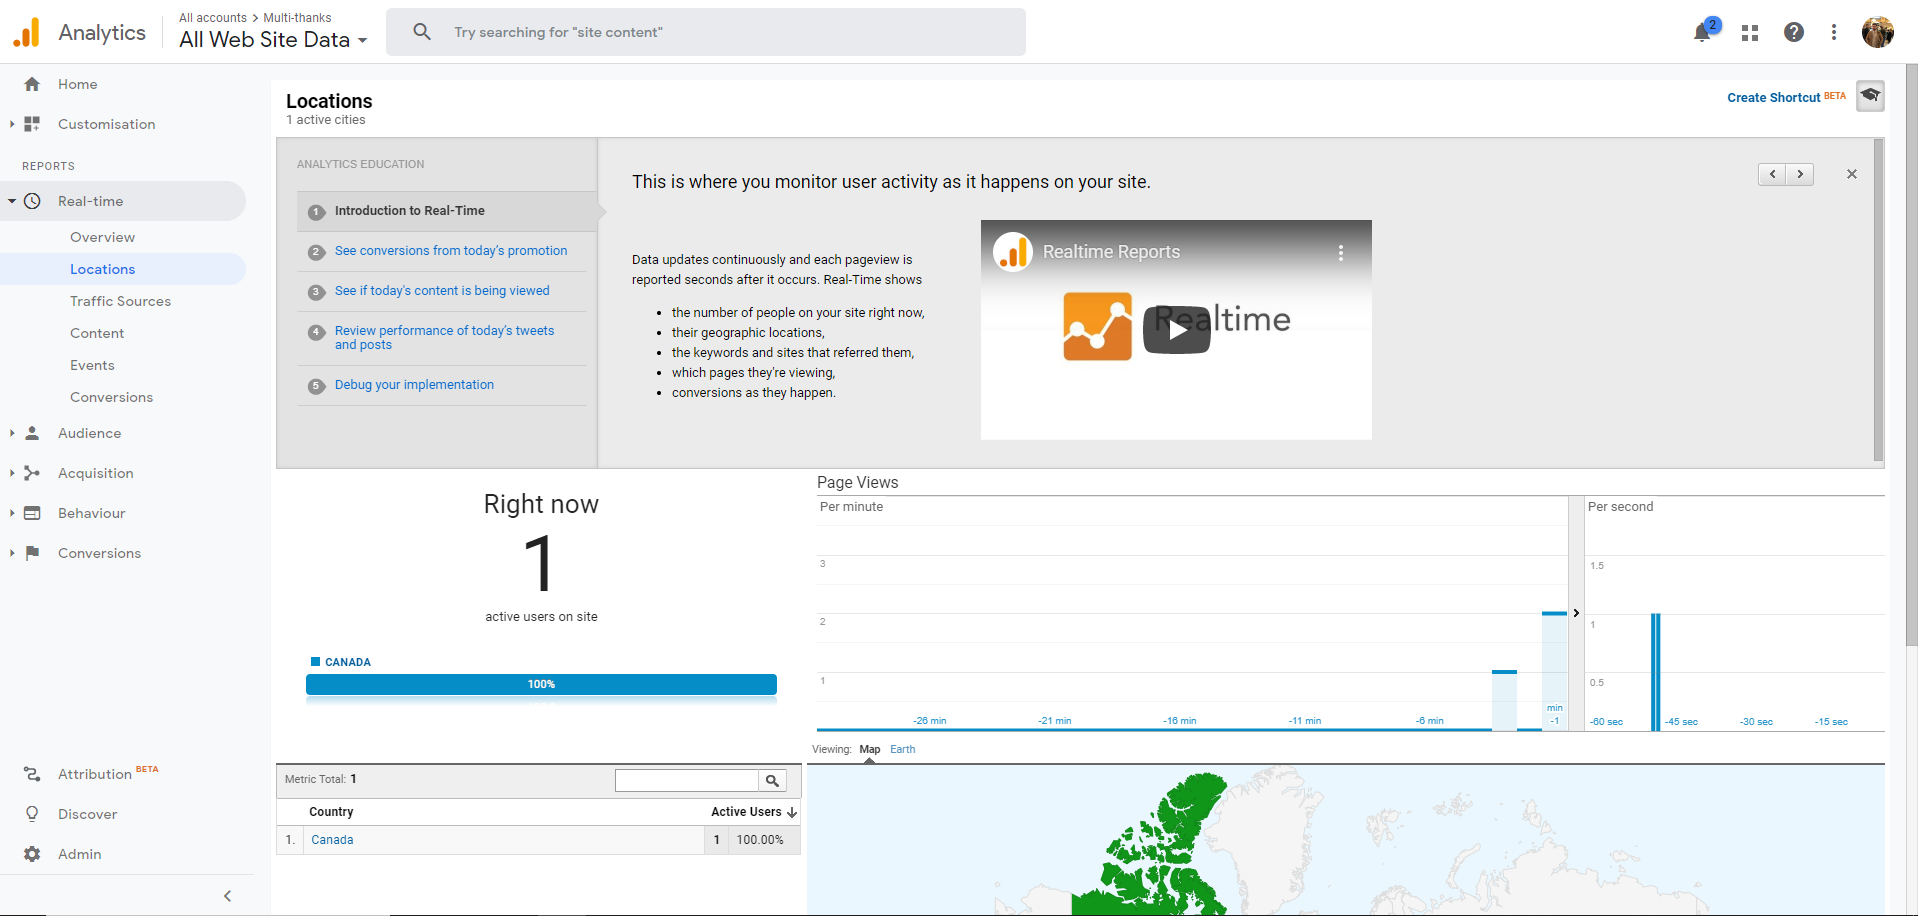 Analytics
All accounts > Multi-thanks
All Web Site Data
Try searching for "site content"
2
Home
Customisation
REPORTS
Real-time
Overview
Locations
Traffic Sources
Content
Events
Conversions
Audience
Acquisition
Behaviour
Conversions
Attribution BETA
Discover
Admin
Locations
1 active cities
Create Shortcut BETA
ANALYTICS EDUCATION
1 Introduction to Real-Time
2 See conversions from today's promotion
3 See if today's content is being viewed
4 Review performance of today's tweets
and posts
5 Debug your implementation
This is where you monitor user activity as it happens on your site.
Data updates continuously and each pageview is
reported seconds after it occurs. Real-Time shows
• the number of people on your site right now,
• their geographic locations,
• the keywords and sites that referred them,
• which pages they're viewing,
• conversions as they happen.
Realtime Reports
Realtime
Right now
1
active users on site
CANADA
100%
Page Views
Per minute
3
2
1
-26 min
-21 min
-16 min
-11 min
-6 min
min
-1
Per second
1.5
1
0.5
-60 sec
-45 sec
-30 sec
-15 sec
Viewing: Map Earth
Metric Total: 1
Country Active Users
1. Canada 1 100.00%